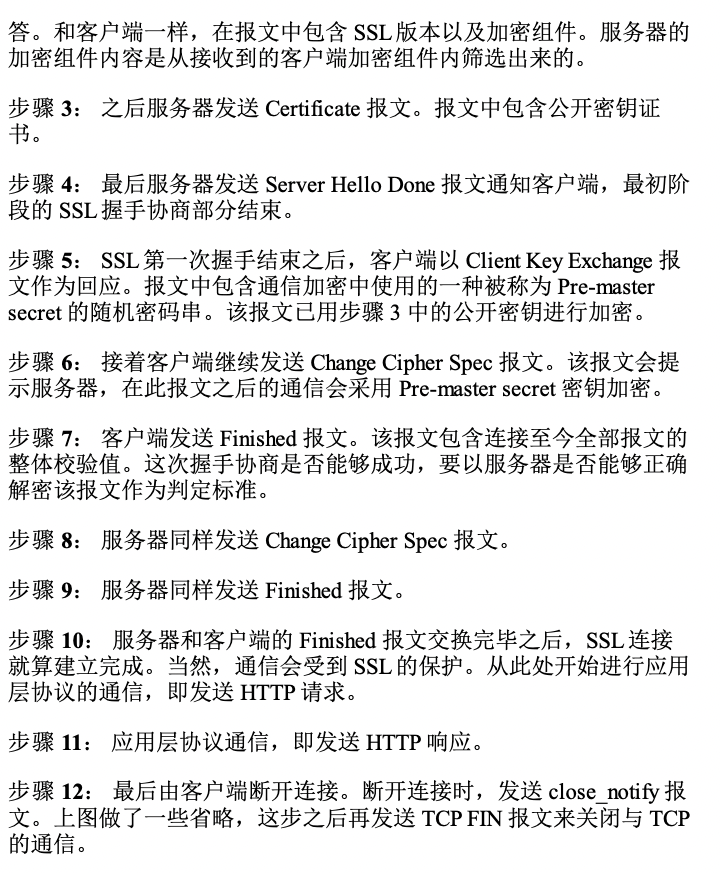 答。和客户端一样，在报文中包含 SSL 版本以及加密组件。服务器的
加密组件内容是从接收到的客户端加密组件内筛选出来的。
步骤 3： 之后服务器发送 Certificate 报文。报文中包含公开密钥证
书。
步骤 4： 最后服务器发送 Server Hello Done 报文通知客户端，最初阶
段的 SSL 握手协商部分结束。
步骤 5： SSL 第一次握手结束之后，客户端以 Client Key Exchange 报
文作为回应。报文中包含通信加密中使用的一种被称为 Pre-master
secret 的随机密码串。该报文已用步骤 3 中的公开密钥进行加密。
步骤 6： 接着客户端继续发送 Change Cipher Spec 报文。该报文会提
示服务器，在此报文之后的通信会采用 Pre-master secret 密钥加密。
步骤 7： 客户端发送 Finished 报文。该报文包含连接至今全部报文的
整体校验值。这次握手协商是否能够成功，要以服务器是否能够正确
解密该报文作为判定标准。
步骤 8： 服务器同样发送 Change Cipher Spec 报文。
步骤 9： 服务器同样发送 Finished 报文。
步骤 10： 服务器和客户端的 Finished 报文交换完毕之后，SSL 连接
就算建立完成。当然，通信会受到 SSL 的保护。从此处开始进行应用
层协议的通信，即发送 HTTP 请求。
步骤 11： 应用层协议通信，即发送 HTTP 响应。
步骤 12： 最后由客户端断开连接。断开连接时，发送 close_notify 报
文。上图做了一些省略，这步之后再发送 TCP FIN 报文来关闭与 TCP
的通信。